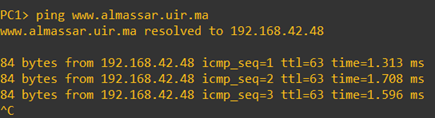 PC1> ping www.almassar.uir.ma
www.almassar.uir.ma resolved to 192.168.42.48
84 bytes from 192.168.42.48 icmp_seq=1 ttl=63 time=1.313 ms
84 bytes from 192.168.42.48 icmp_seq=2 ttl=63 time=1.708 ms
84 bytes from 192.168.42.48 icmp_seq=3 ttl=63 time=1.596 ms
^C